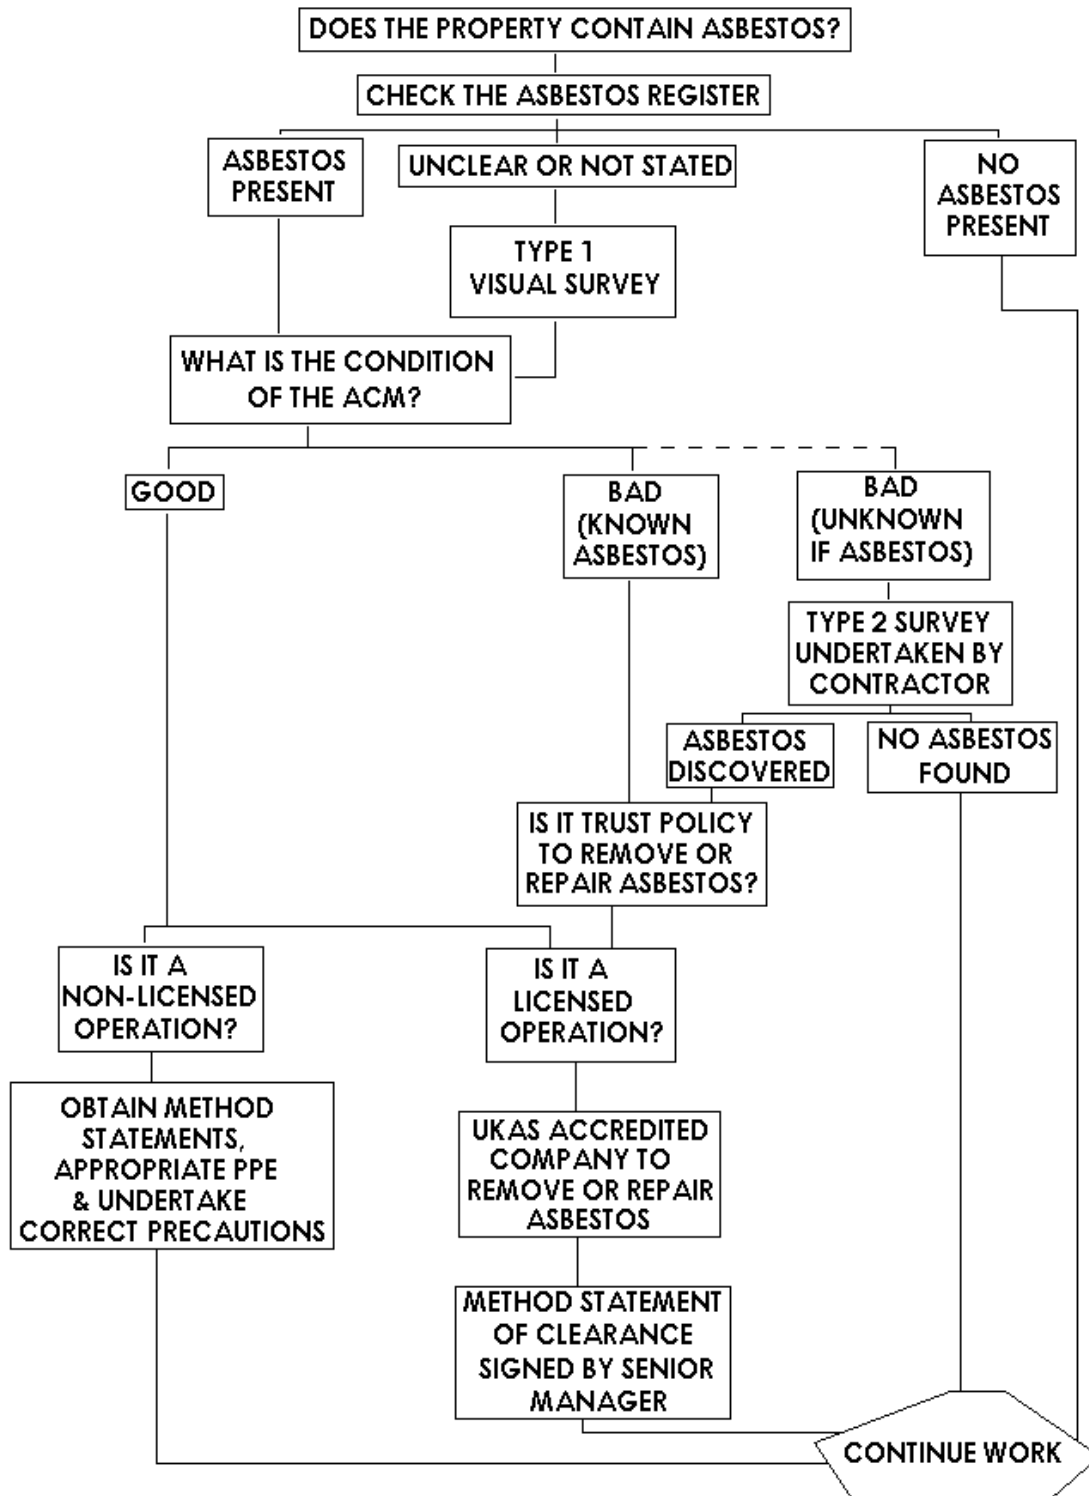 DOES THE PROPERTY CONTAIN ASBESTOS?
CHECK THE ASBESTOS REGISTER
ASBESTOS
PRESENT
UNCLEAR OR NOT STATED
NO
ASBESTOS
PRESENT
TYPE 1
VISUAL SURVEY
WHAT IS THE CONDITION
OF THE ACM?
GOOD
BAD
(KNOWN
ASBESTOS)
BAD
(UNKNOWN
IF ASBESTOS)
TYPE 2 SURVEY
UNDERTAKEN BY
CONTRACTOR
ASBESTOS
DISCOVERED
NO ASBESTOS
FOUND
IS IT TRUST POLICY
TO REMOVE OR
REPAIR ASBESTOS?
IS IT A
NON-LICENSED
OPERATION?
IS IT A
LICENSED
OPERATION?
OBTAIN METHOD
STATEMENTS,
APPROPRIATE PPE
& UNDERTAKE
CORRECT PRECAUTIONS
UKAS ACCREDITED
COMPANY TO
REMOVE OR REPAIR
ASBESTOS
METHOD STATEMENT
OF CLEARANCE
SIGNED BY SENIOR
MANAGER
CONTINUE WORK